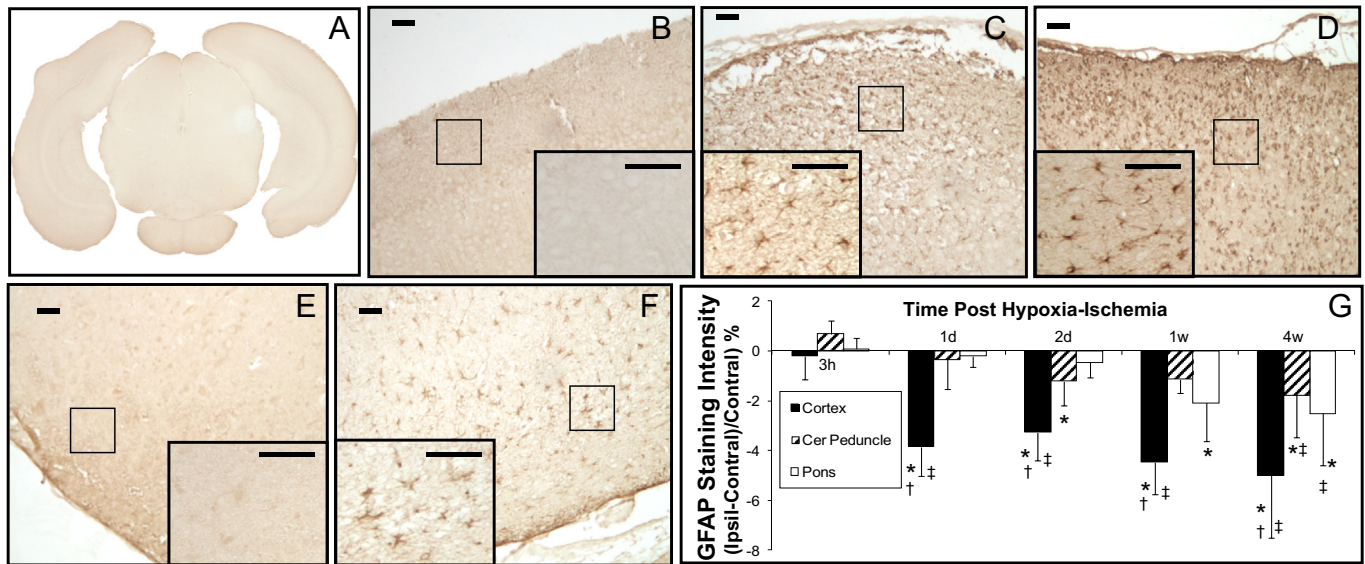 A
B
C
D
E
F
G
GFAP Staining Intensity
(Ipsil-Contral)/Contral) %
Time Post Hypoxia-Ischemia
2
0
-2
-4
-6
-8
3h
1d
2d
1w
4w
Cortex
Cer Peduncle
Pons
* ‡
†
* ‡
†
*
* ‡
†
*
* ‡
†
*‡
*
‡